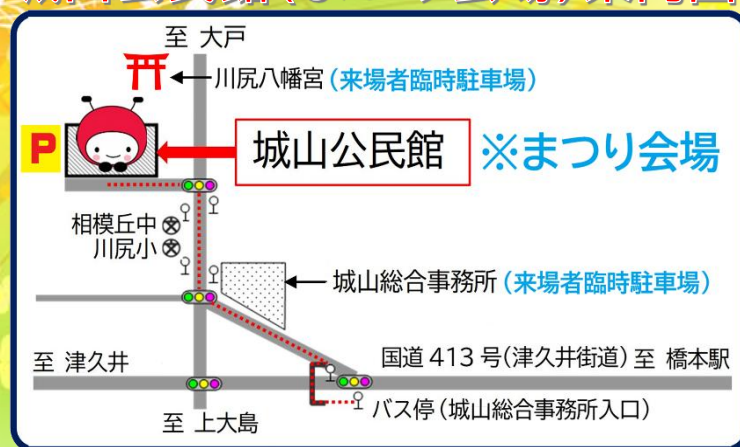 至 大戸
川尻八幡宮(来場者臨時駐車場)
P
城山公民館 ※まつり会場
相模丘中
川尻小
城山総合事務所(来場者臨時駐車場)
国道 413 号(津久井街道) 至 橋本駅
至 津久井
バス停(城山総合事務所入口)
至 上大島